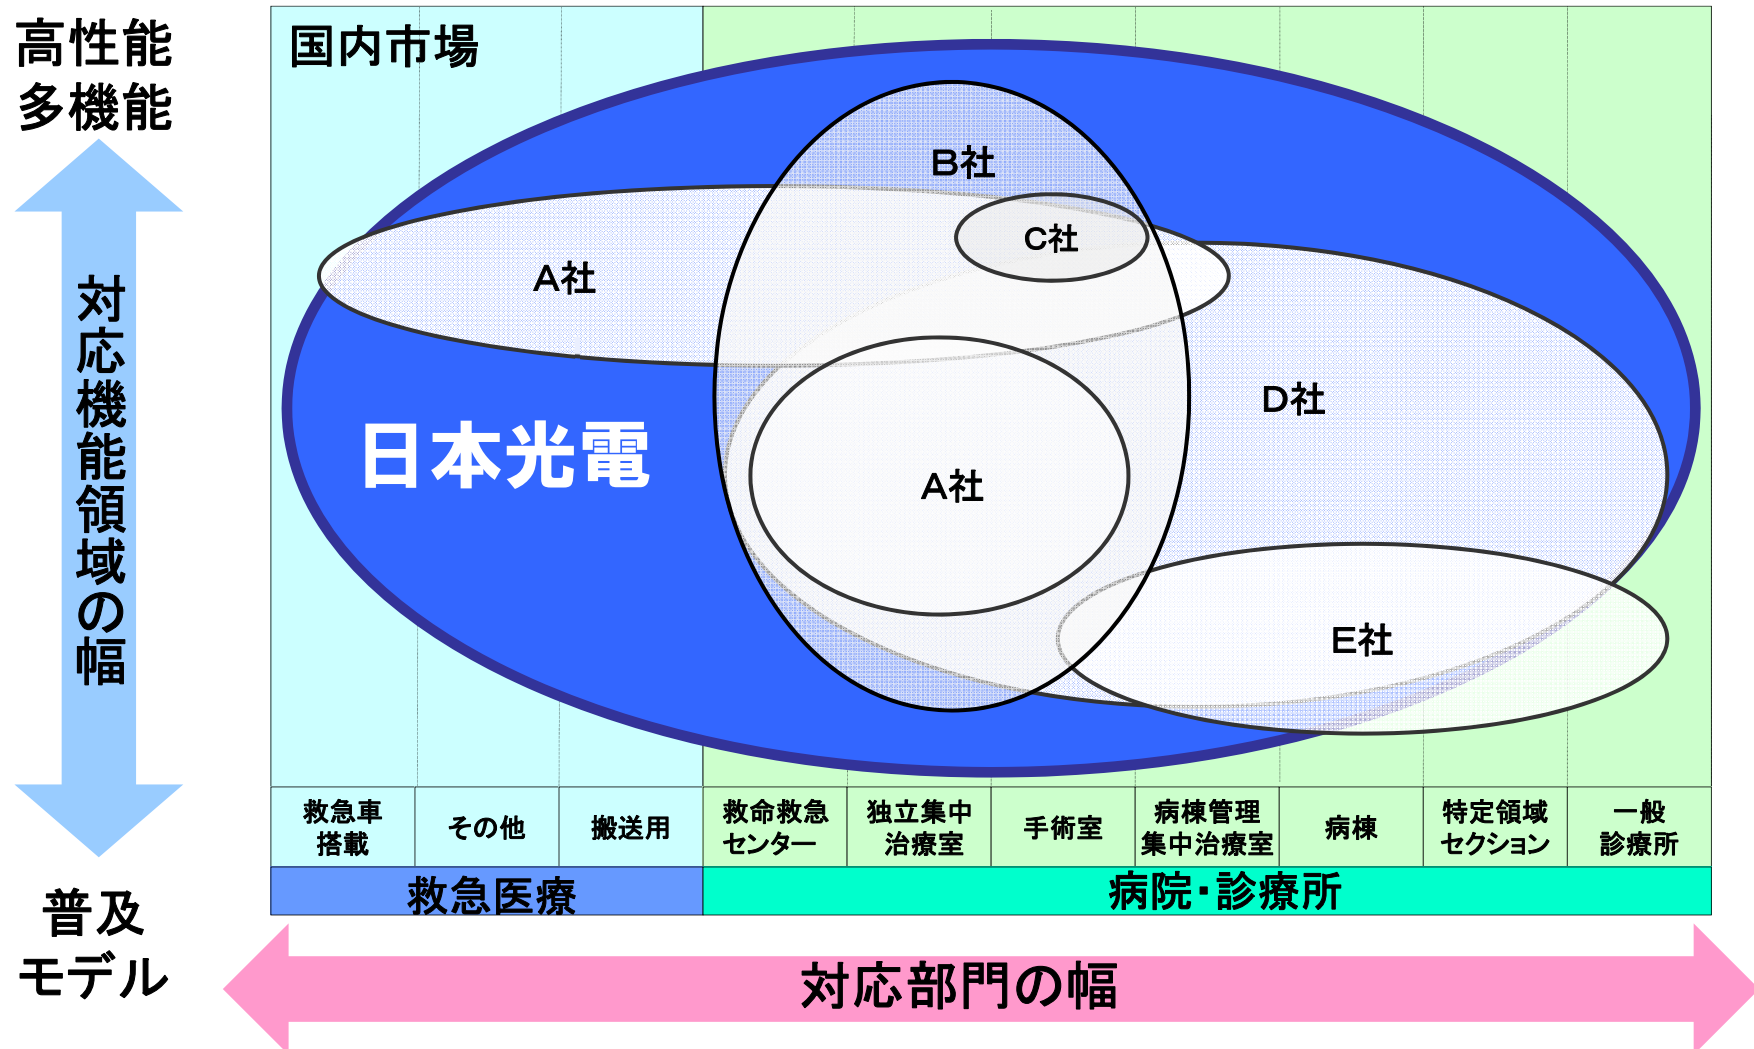 高性能
多機能
対応機能領域の幅
普及
モデル
国内市場
B社
C社
A社
D社
日本光電
A社
E社
救急車
搭載
その他
搬送用
救命救急
センター
独立集中
治療室
手術室
病棟管理
集中治療室
病棟
特定領域
セクション
一般
診療所
救急医療
病院・診療所
対応部門の幅